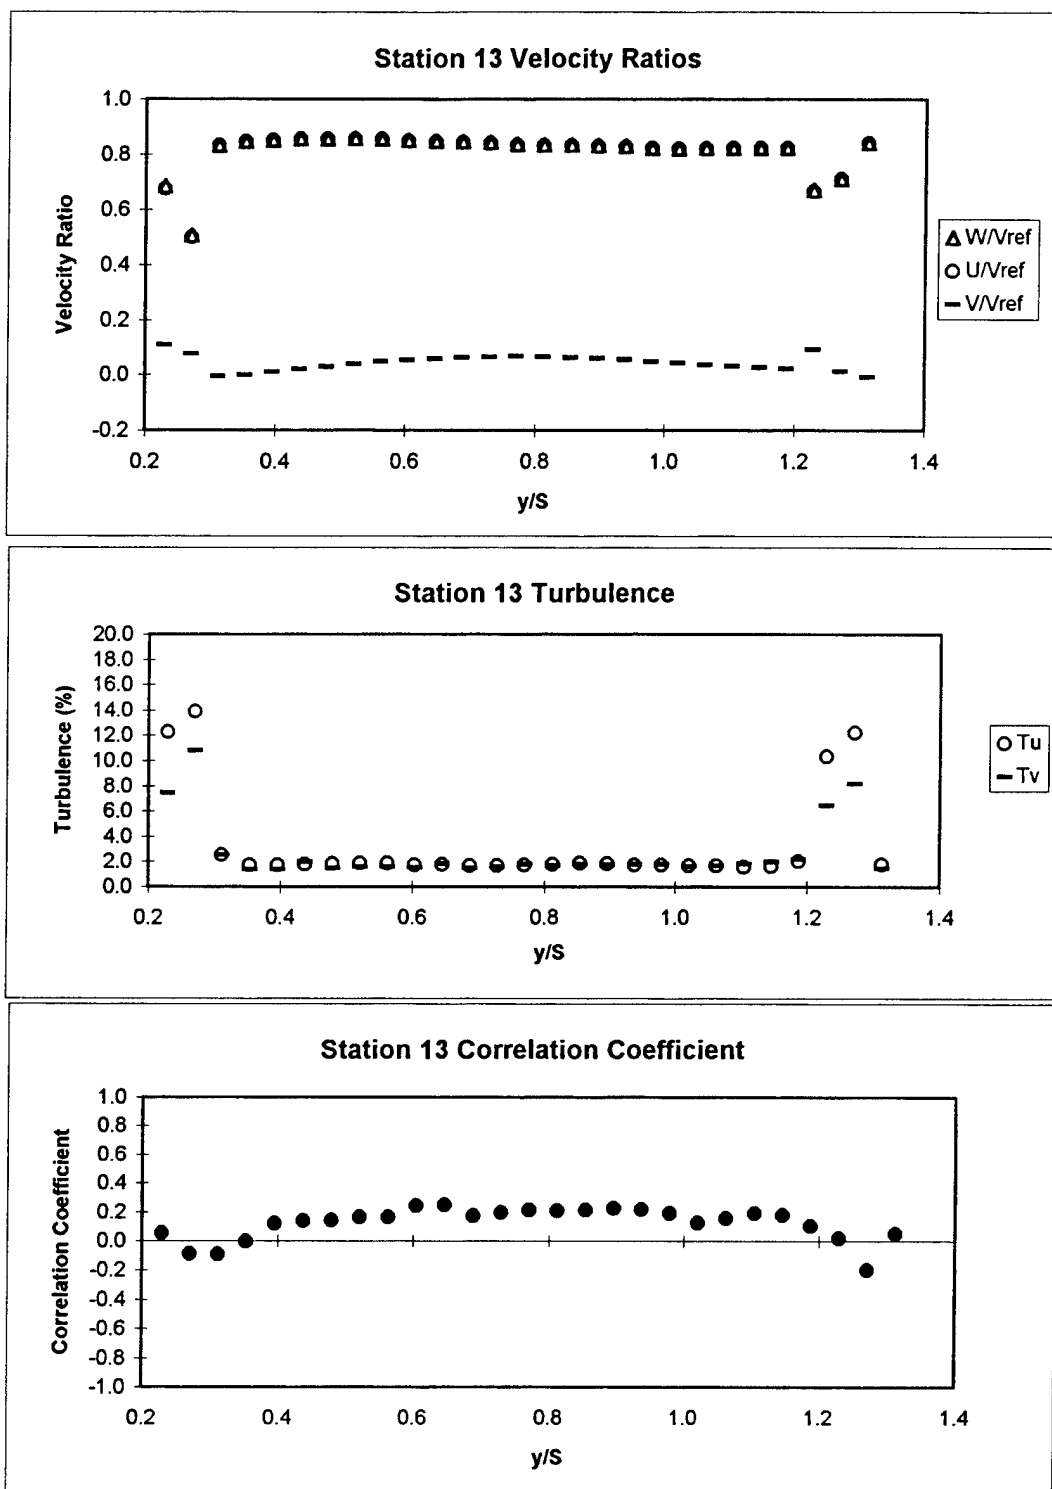 Station 13 Velocity Ratios
1.0
0.8
0.6
0.4
0.2
0.0
-0.2
Velocity Ratio
0.2 0.4 0.6 0.8 1.0 1.2 1.4
y/S
W/Vref
U/Vref
V/Vref
Station 13 Turbulence
20.0
18.0
16.0
14.0
12.0
10.0
8.0
6.0
4.0
2.0
0.0
Turbulence (%)
0.2 0.4 0.6 0.8 1.0 1.2 1.4
y/S
Tu
Tv
Station 13 Correlation Coefficient
1.0
0.8
0.6
0.4
0.2
0.0
-0.2
-0.4
-0.6
-0.8
-1.0
Correlation Coefficient
0.2 0.4 0.6 0.8 1.0 1.2 1.4
y/S